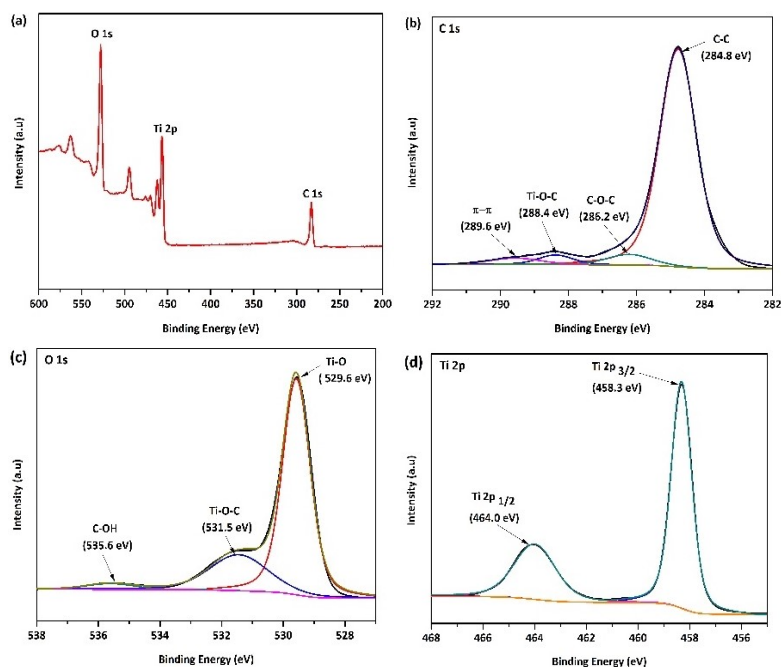 (a)
O 1s
Ti 2p
C 1s
Intensity (a.u)
600 550 500 450 400 350 300 250 200
Binding Energy (eV)
(b)
C 1s
C-C
(284.8 eV)
Ti-O-C
(288.4 eV)
C-O-C
(286.2 eV)
π–π
(289.6 eV)
Intensity (a.u)
292 290 288 286 284 282
Binding Energy (eV)
(c)
O 1s
Ti-O
( 529.6 eV)
Ti-O-C
(531.5 eV)
C-OH
(535.6 eV)
Intensity (a.u)
538 536 534 532 530 528
Binding Energy (eV)
(d)
Ti 2p
Ti 2p 3/2
(458.3 eV)
Ti 2p 1/2
(464.0 eV)
Intensity (a.u)
468 466 464 462 460 458 456
Binding Energy (eV)